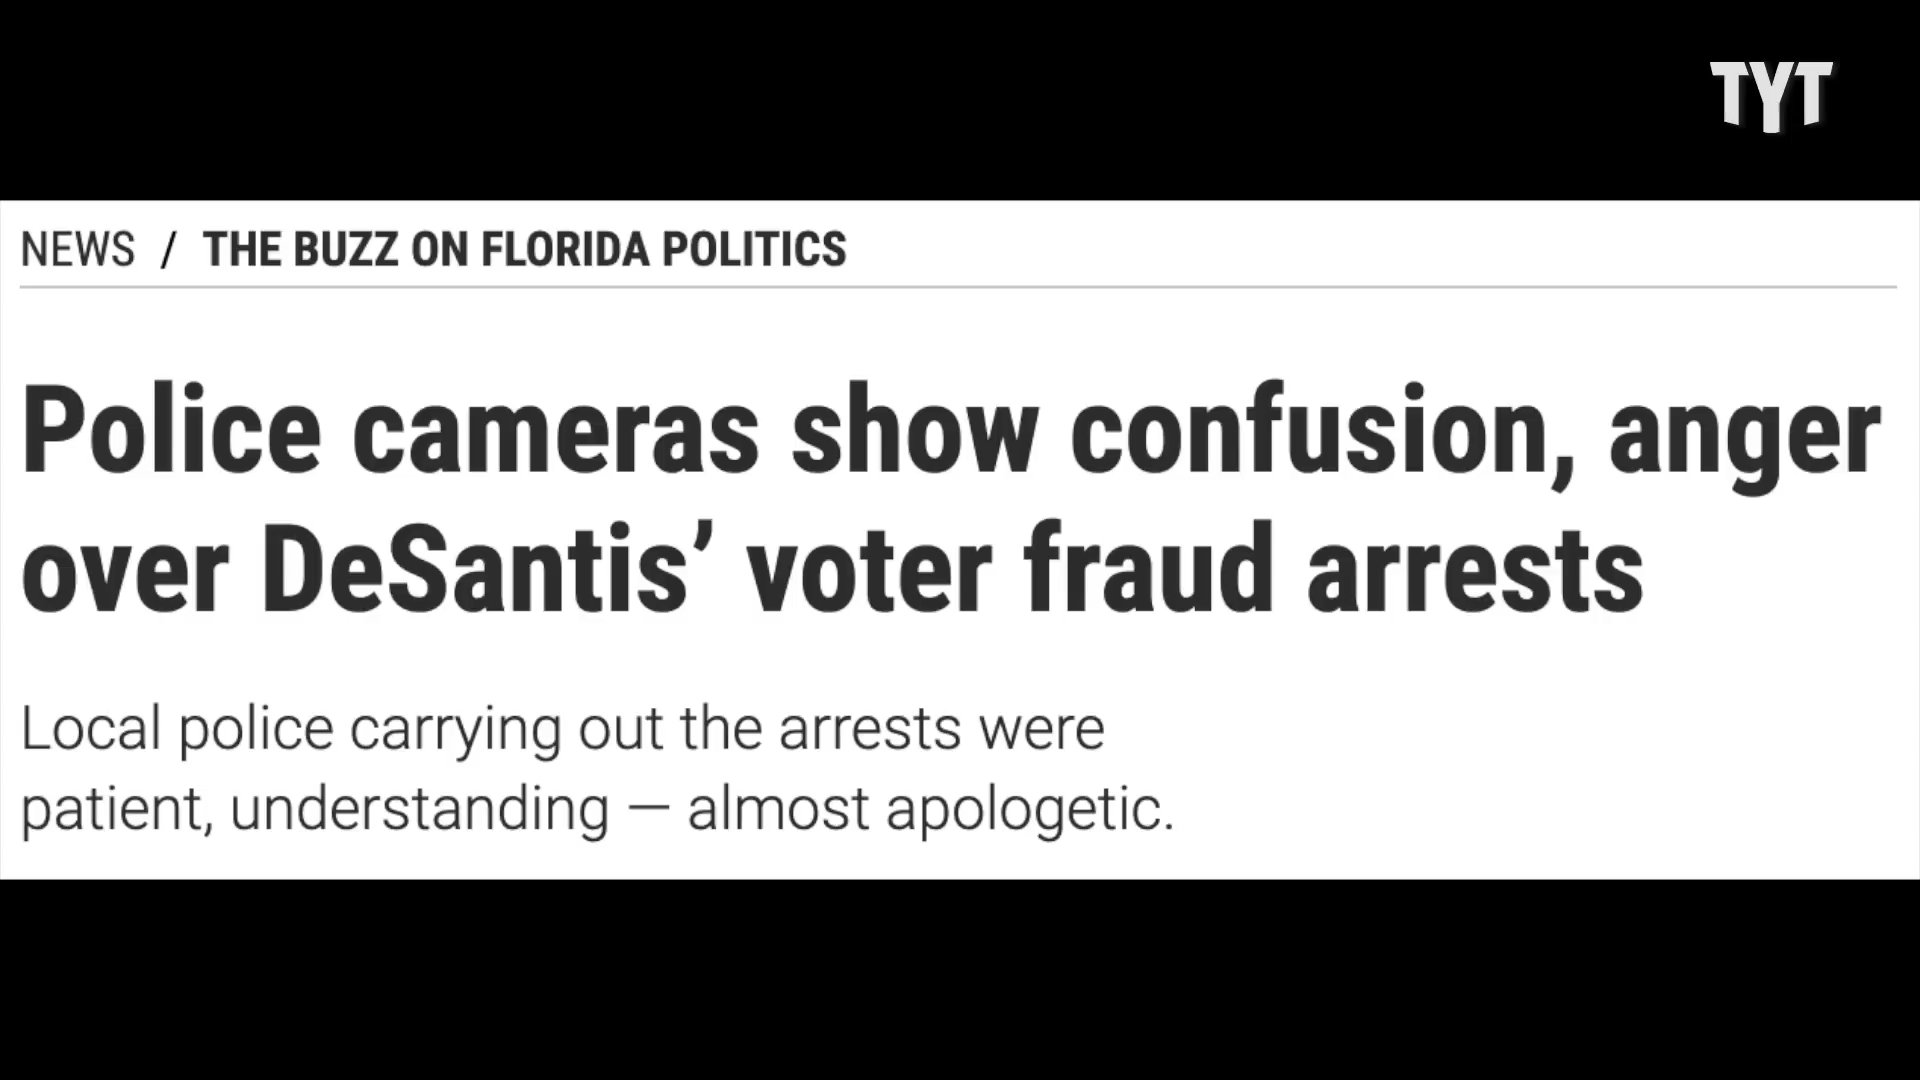 TYT
NEWS / THE BUZZ ON FLORIDA POLITICS
Police cameras show confusion, anger
over DeSantis’ voter fraud arrests
Local police carrying out the arrests were
patient, understanding — almost apologetic.